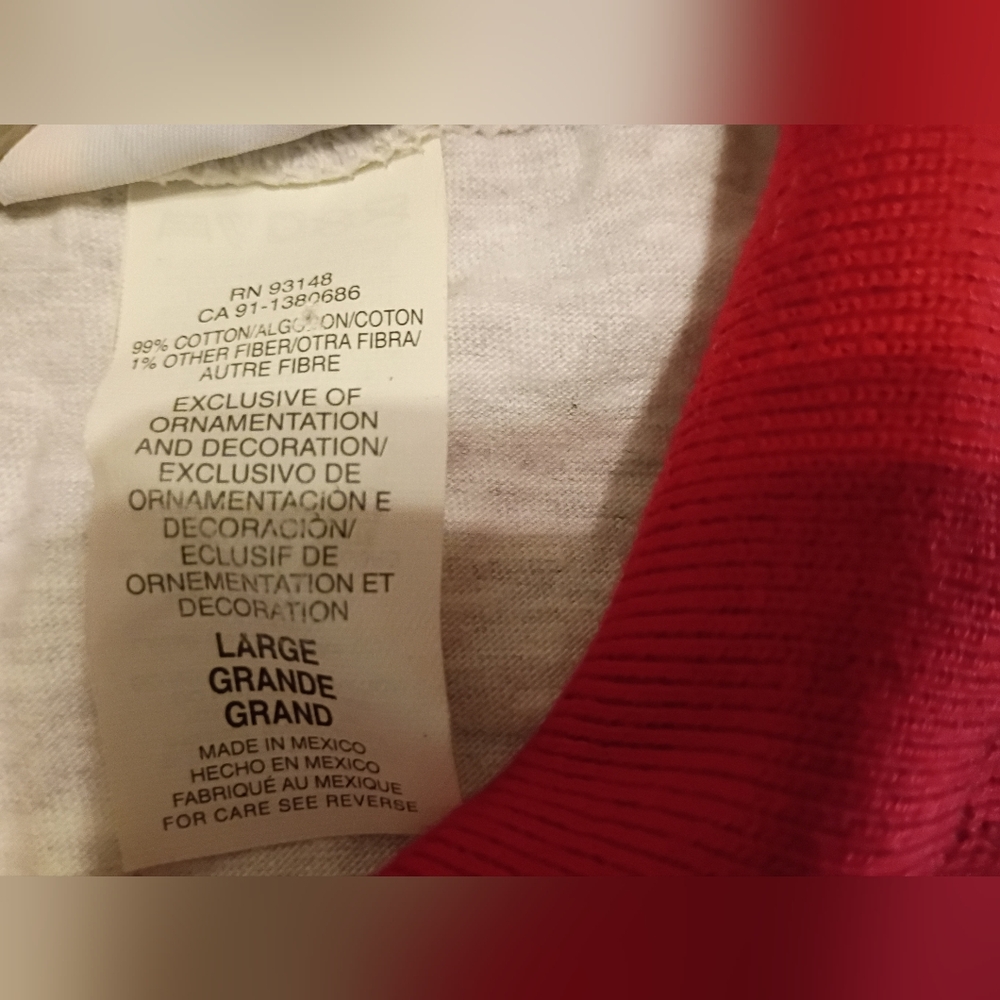 RN 93148
CA 91-1380686
99% COTTON/ALGODON/COTON
1% OTHER FIBER/OTRA FIBRA/
AUTRE FIBRE
EXCLUSIVE OF
ORNAMENTATION
AND DECORATION/
EXCLUSIVO DE
ORNAMENTACIÓN E
DECORACIÓN/
ECLUSIF DE
ORNEMENTATION ET
DECORATION
LARGE
GRANDE
GRAND
MADE IN MEXICO
HECHO EN MEXICO
FABRIQUÉ AU MEXIQUE
FOR CARE SEE REVERSE